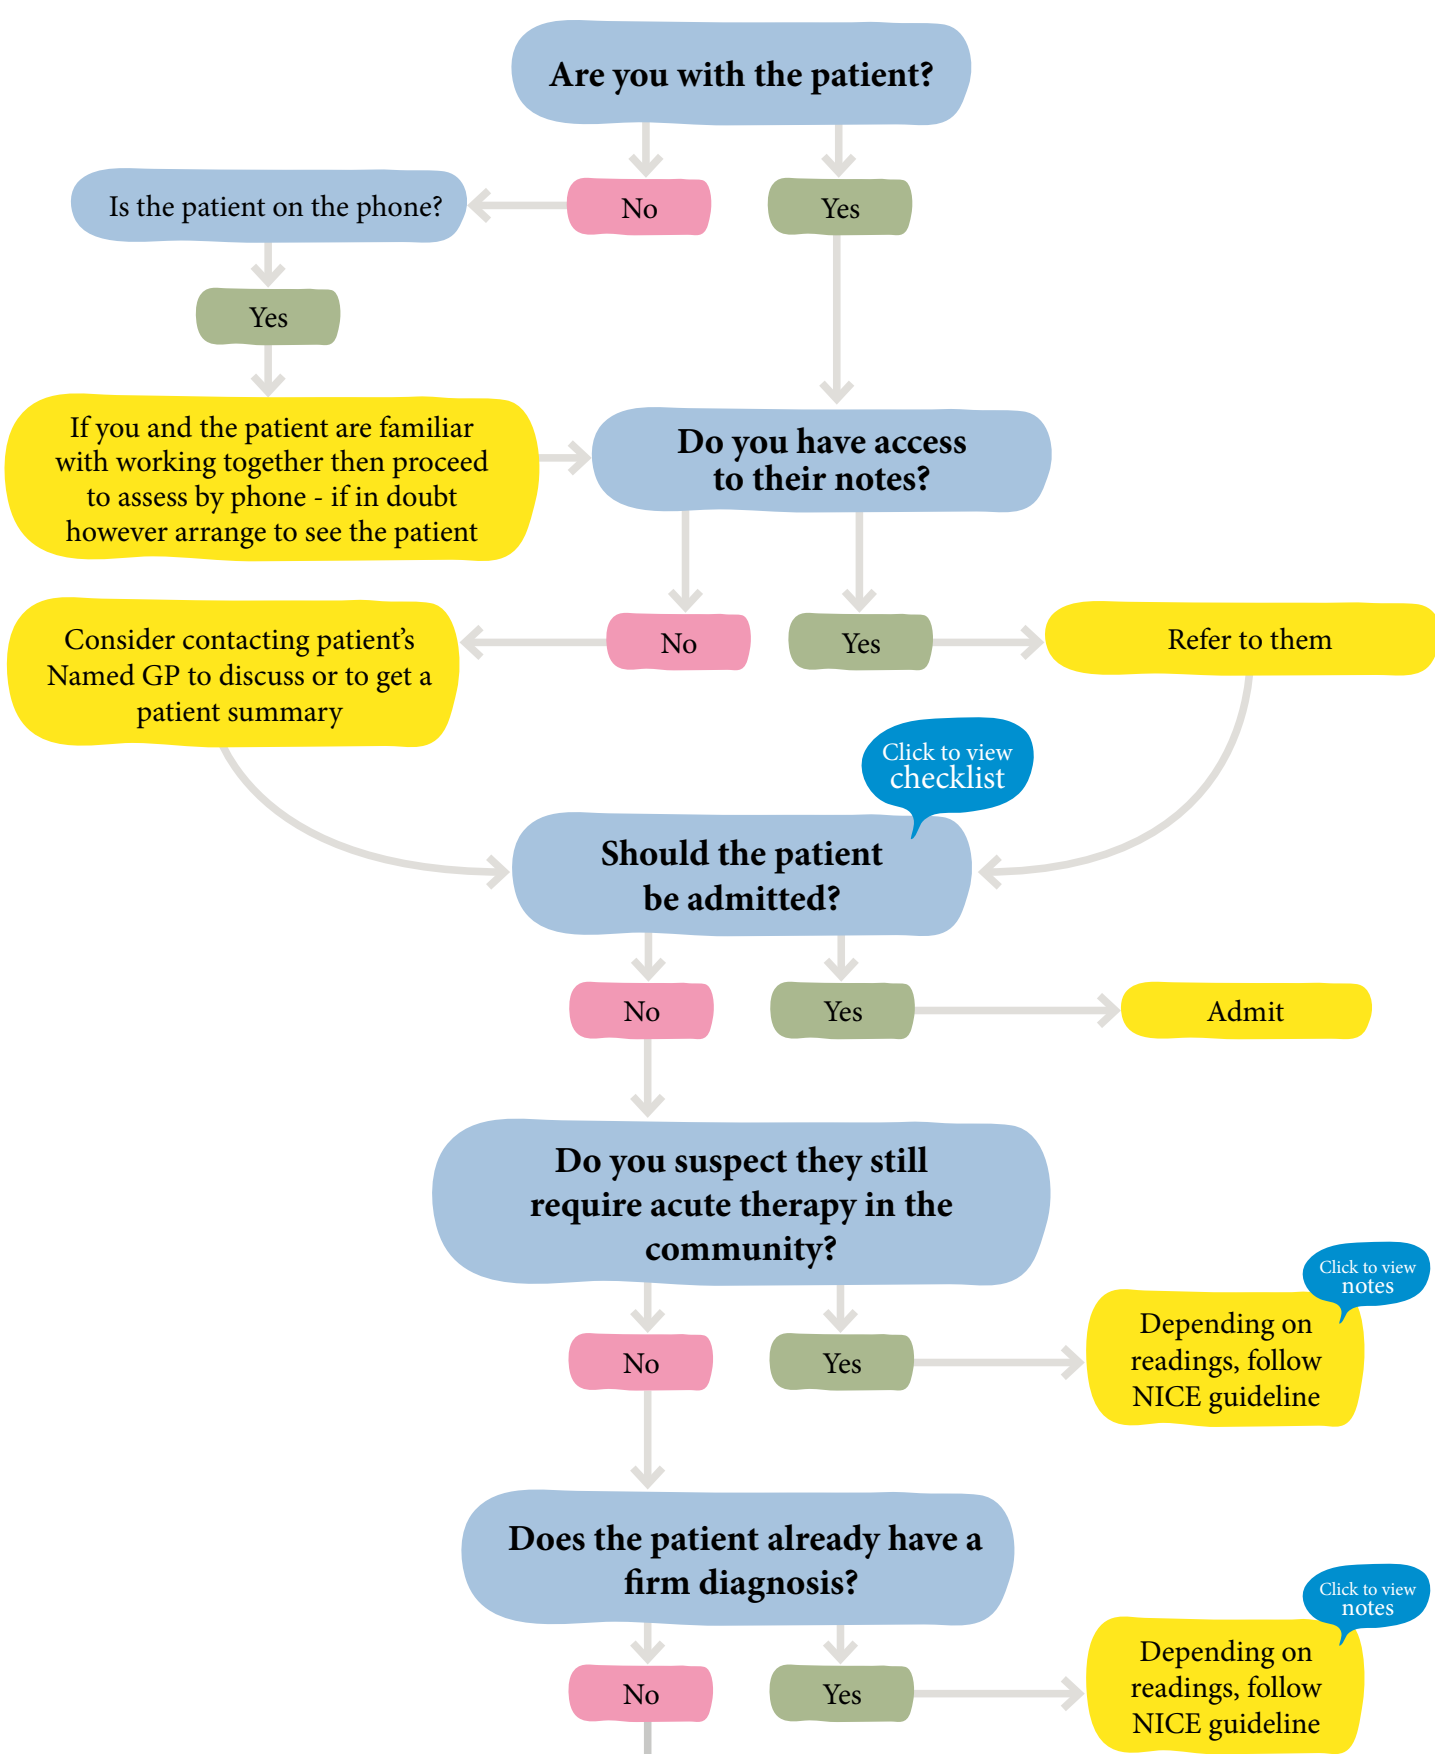 Are you with the patient?
Is the patient on the phone?
No
Yes
Yes
If you and the patient are familiar
with working together then proceed
to assess by phone - if in doubt
however arrange to see the patient
Do you have access
to their notes?
Consider contacting patient's
Named GP to discuss or to get a
patient summary
No
Yes
Refer to them
Click to view
checklist
Should the patient
be admitted?
No
Yes
Admit
Do you suspect they still
require acute therapy in the
community?
No
Yes
Click to view
notes
Depending on
readings, follow
NICE guideline
Does the patient already have a
firm diagnosis?
No
Yes
Click to view
notes
Depending on
readings, follow
NICE guideline